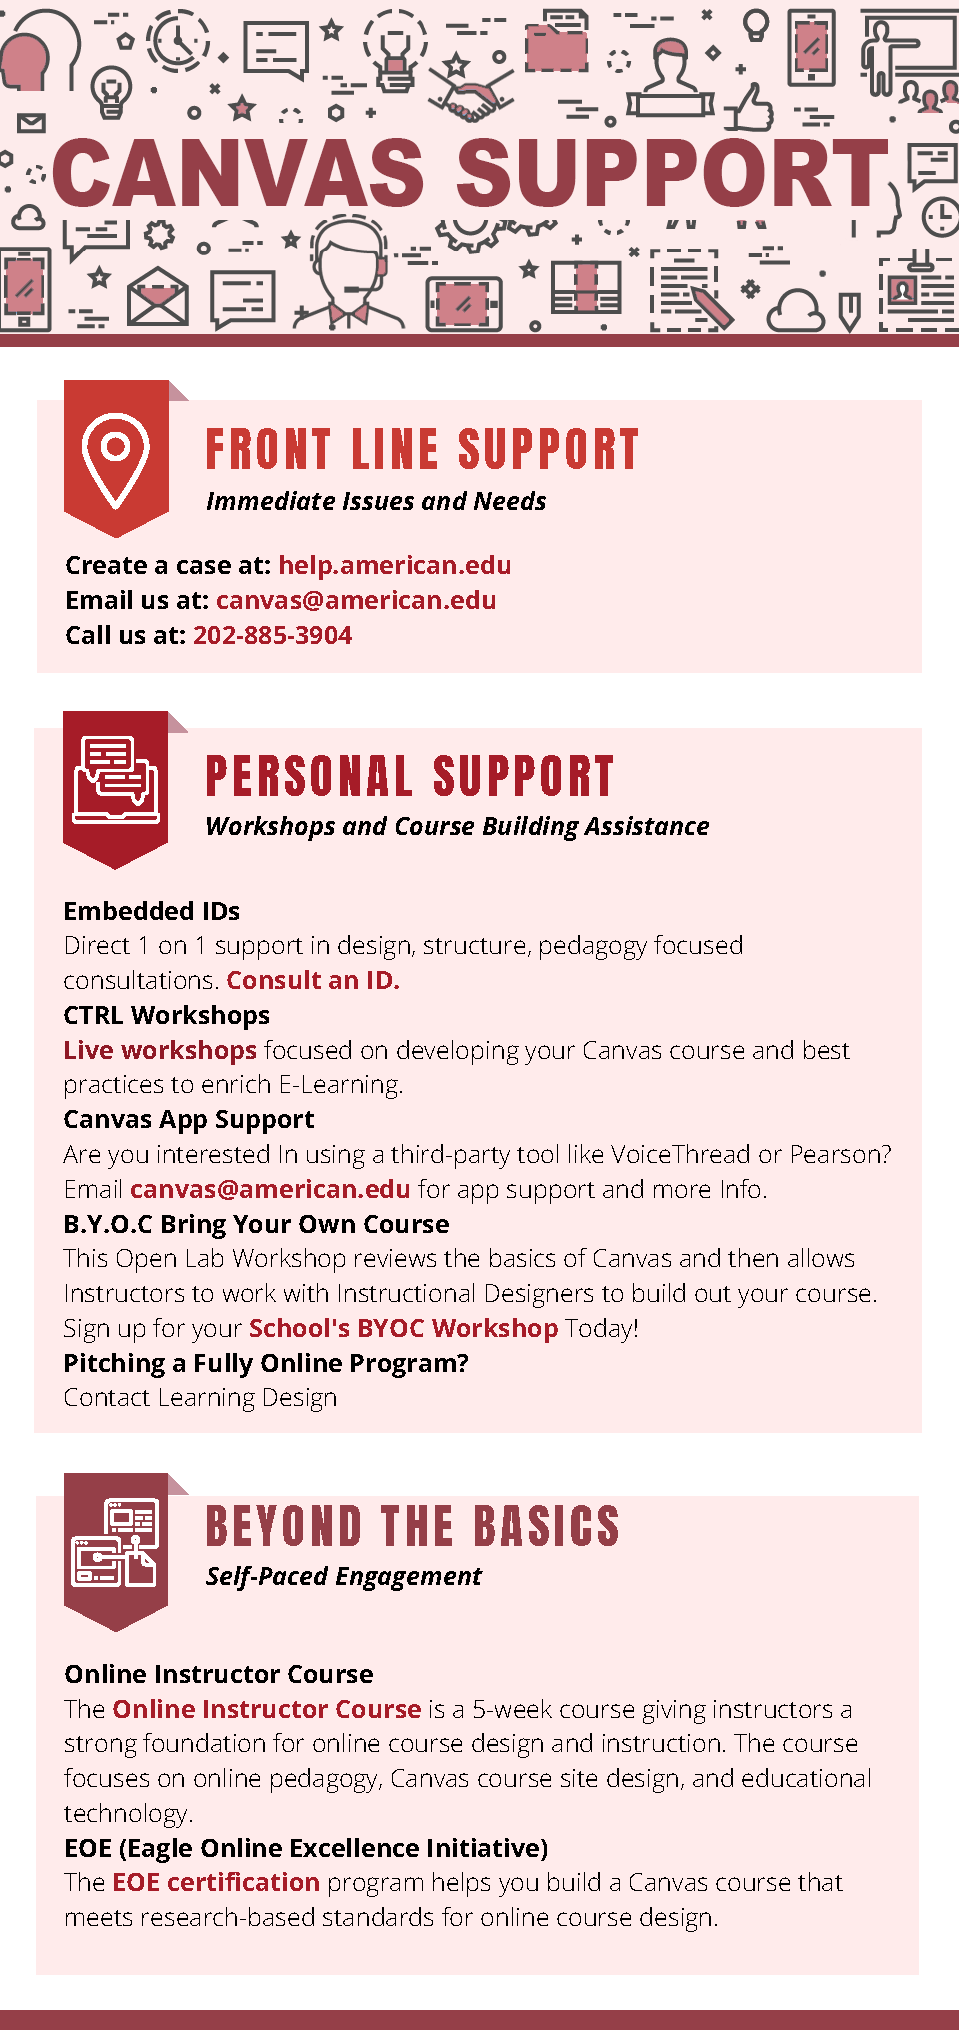 CANVAS SUPPORT
FRONT LINE SUPPORT
Immediate Issues and Needs
Create a case at: help.american.edu
Email us at: canvas@american.edu
Call us at: 202-885-3904
PERSONAL SUPPORT
Workshops and Course Building Assistance
Embedded IDs
Direct 1 on 1 support in design, structure, pedagogy focused
consultations. Consult an ID.
CTRL Workshops
Live workshops focused on developing your Canvas course and best
practices to enrich E-Learning.
Canvas App Support
Are you interested In using a third-party tool like VoiceThread or Pearson?
Email canvas@american.edu for app support and more Info.
B.Y.O.C Bring Your Own Course
This Open Lab Workshop reviews the basics of Canvas and then allows
Instructors to work with Instructional Designers to build out your course.
Sign up for your School's BYOC Workshop Today!
Pitching a Fully Online Program?
Contact Learning Design
BEYOND THE BASICS
Self-Paced Engagement
Online Instructor Course
The Online Instructor Course is a 5-week course giving instructors a
strong foundation for online course design and instruction. The course
focuses on online pedagogy, Canvas course site design, and educational
technology.
EOE (Eagle Online Excellence Initiative)
The EOE certification program helps you build a Canvas course that
meets research-based standards for online course design.